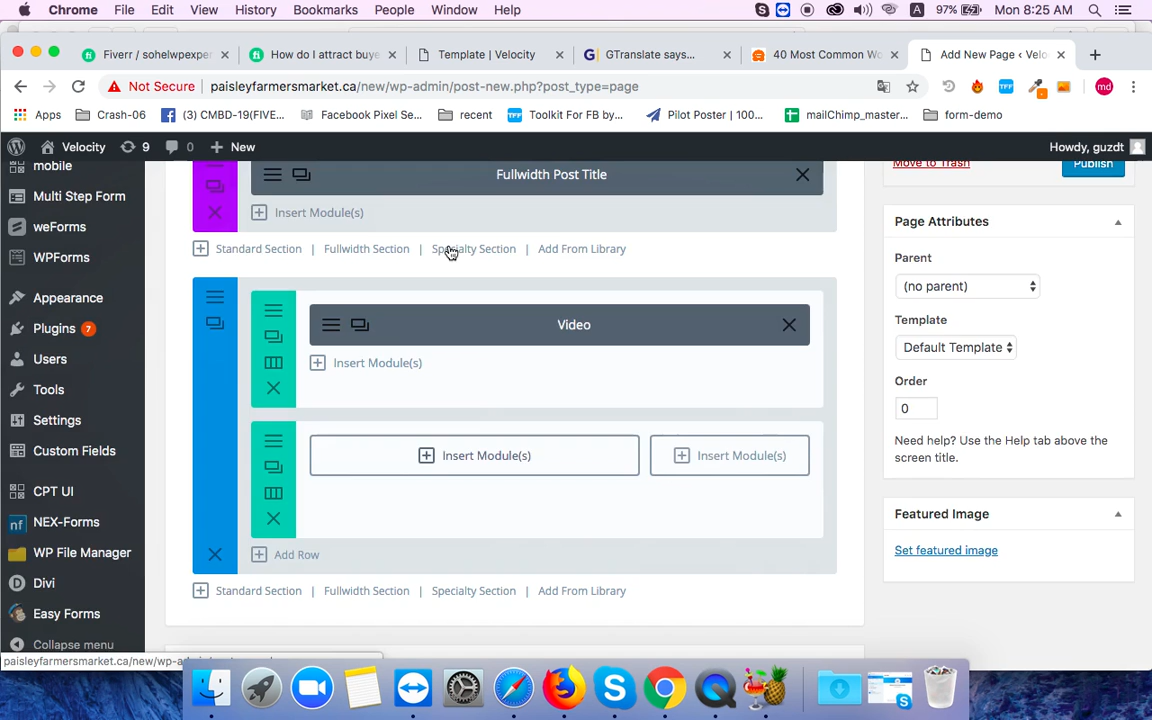 Chrome File Edit View History Bookmarks People Window Help 97% Mon 8:25 AM
Fiverr / sohelwpexper How do I attract buye Template | Velocity GTranslate says... 40 Most Common Wo Add New Page ‹ Velo
Not Secure paisleyfarmersmarket.ca/new/wp-admin/post-new.php?post_type=page
Apps Crash-06 (3) CMBD-19(FIVE... Facebook Pixel Se... recent Toolkit For FB by... Pilot Poster | 100... mailChimp_master... form-demo
Velocity 9 0 New Howdy, guzdt
mobile
Multi Step Form
weForms
WPForms
Appearance
Plugins 7
Users
Tools
Settings
Custom Fields
CPT UI
NEX-Forms
WP File Manager
Divi
Easy Forms
Collapse menu
Fullwidth Post Title
Insert Module(s)
Standard Section | Fullwidth Section | Specialty Section | Add From Library
Video
Insert Module(s)
Insert Module(s) Insert Module(s)
Add Row
Standard Section | Fullwidth Section | Specialty Section | Add From Library
Move to Trash Publish
Page Attributes
Parent
(no parent)
Template
Default Template
Order
0
Need help? Use the Help tab above the
screen title.
Featured Image
Set featured image